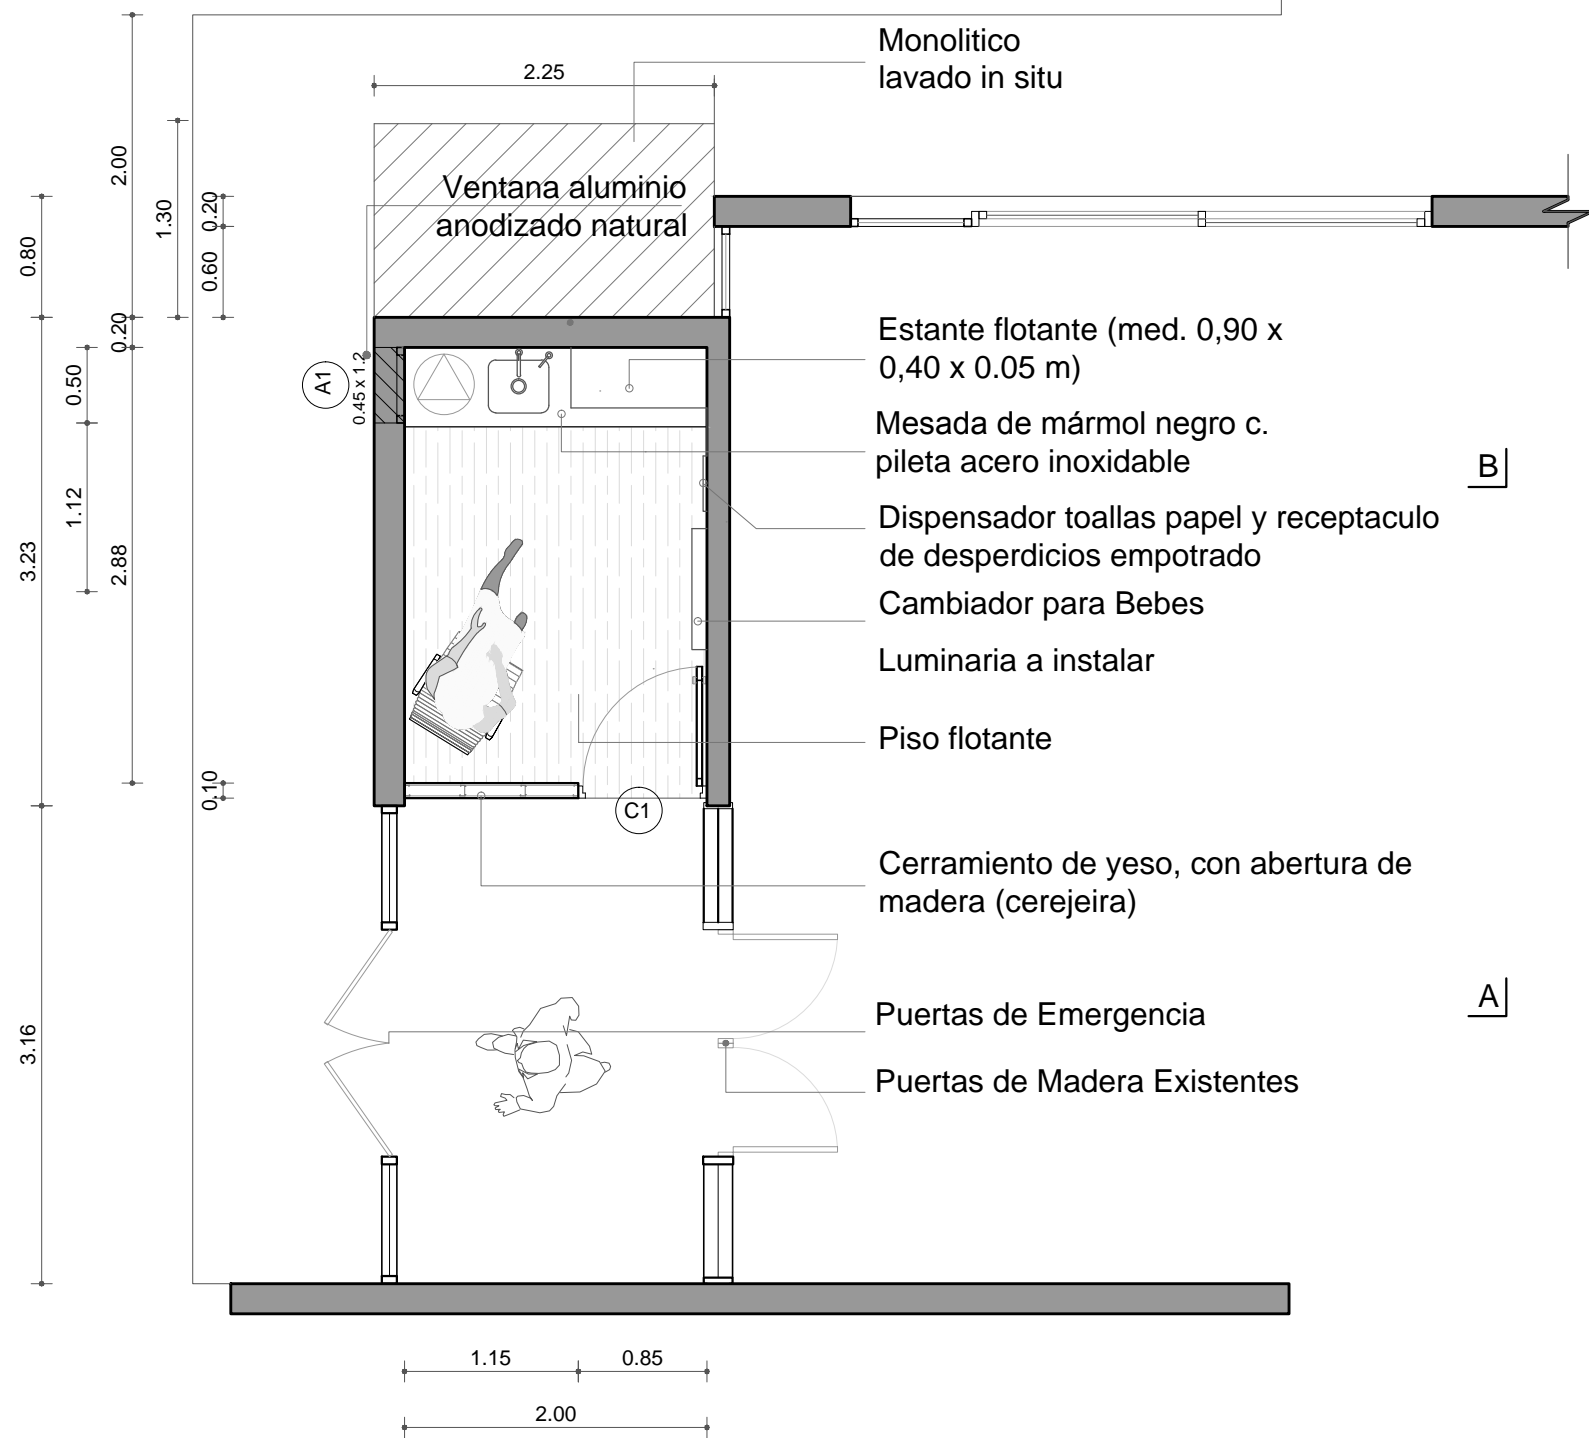 Monolitico
lavado in situ
2.25
2.00
1.30
Ventana aluminio
anodizado natural
0.20
0.80
0.60
0.20
Estante flotante (med. 0,90 x
0,40 x 0.05 m)
A1
0.45 x 1.2
0.50
Mesada de mármol negro c.
pileta acero inoxidable
B
1.12
Dispensador toallas papel y receptaculo
de desperdicios empotrado
3.23
2.88
Cambiador para Bebes
Luminaria a instalar
Piso flotante
0.10
C1
Cerramiento de yeso, con abertura de
madera (cerejeira)
A
Puertas de Emergencia
3.16
Puertas de Madera Existentes
1.15
0.85
2.00